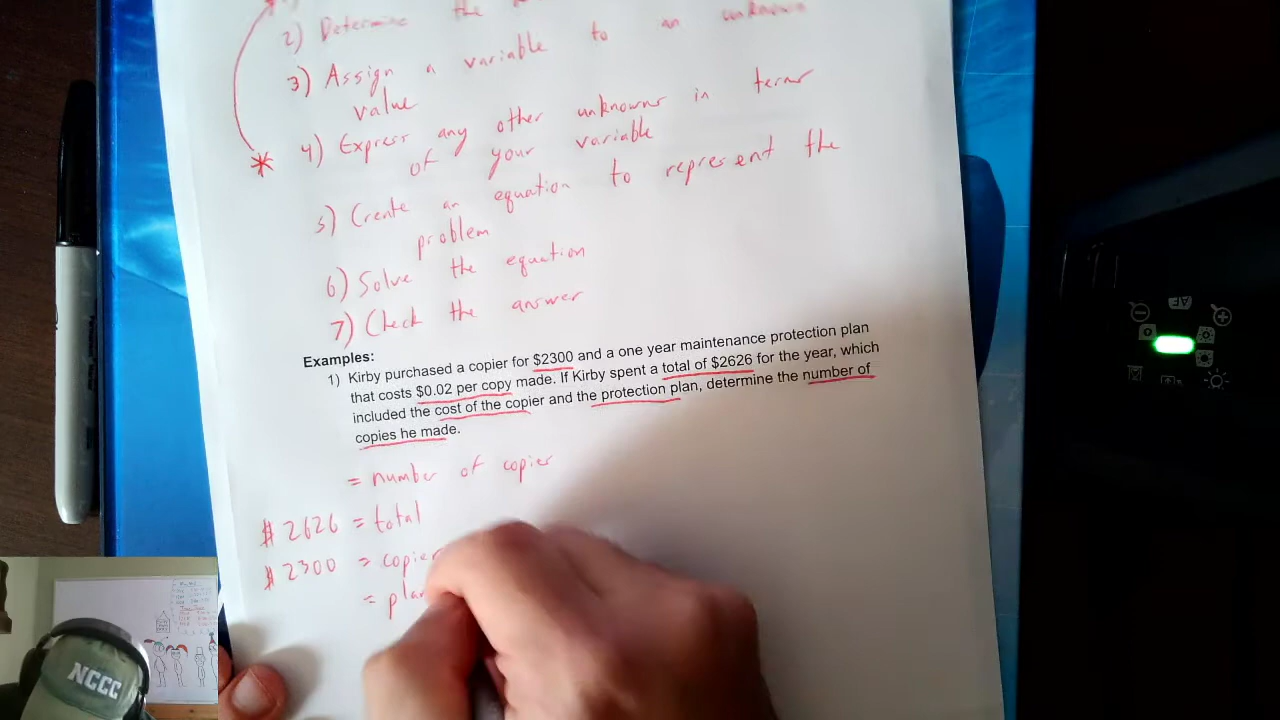 2) Determine the
3) Assign a variable to an unknown
value
4) Express any other unknowns in terms
of your variable
5) Create an equation to represent the
problem
6) Solve the equation
7) Check the answer
Examples:
1) Kirby purchased a copier for $2300 and a one year maintenance protection plan
that costs $0.02 per copy made. If Kirby spent a total of $2626 for the year, which
included the cost of the copier and the protection plan, determine the number of
copies he made.
= number of copies
$ 2626 = total
$ 2300 = copier
= plan
NCCC
AF